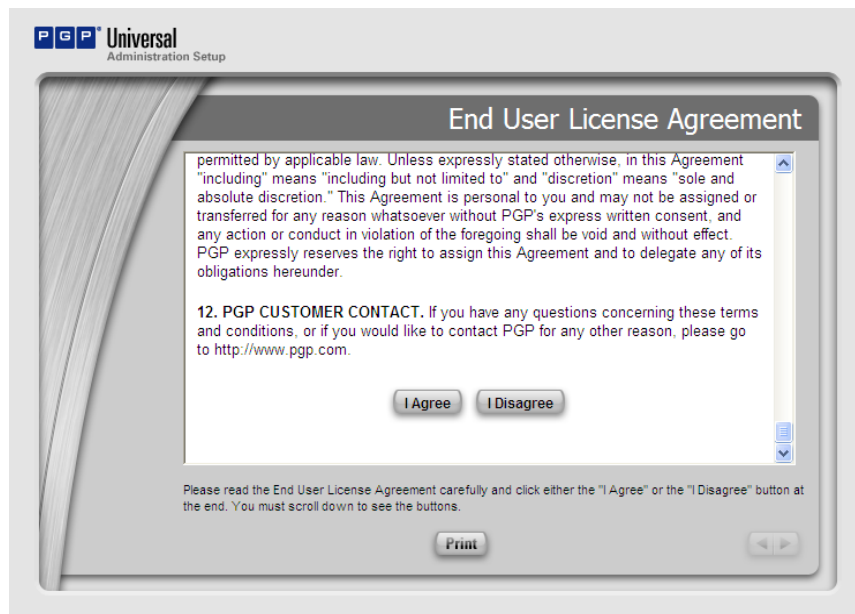 PGP® Universal
Administration Setup
End User License Agreement
permitted by applicable law. Unless expressly stated otherwise, in this Agreement
"including" means "including but not limited to" and "discretion" means "sole and
absolute discretion." This Agreement is personal to you and may not be assigned or
transferred for any reason whatsoever without PGP's express written consent, and
any action or conduct in violation of the foregoing shall be void and without effect.
PGP expressly reserves the right to assign this Agreement and to delegate any of its
obligations hereunder.
12. PGP CUSTOMER CONTACT. If you have any questions concerning these terms
and conditions, or if you would like to contact PGP for any other reason, please go
to http://www.pgp.com.
I Agree I Disagree
Please read the End User License Agreement carefully and click either the "I Agree" or the "I Disagree" button at
the end. You must scroll down to see the buttons.
Print